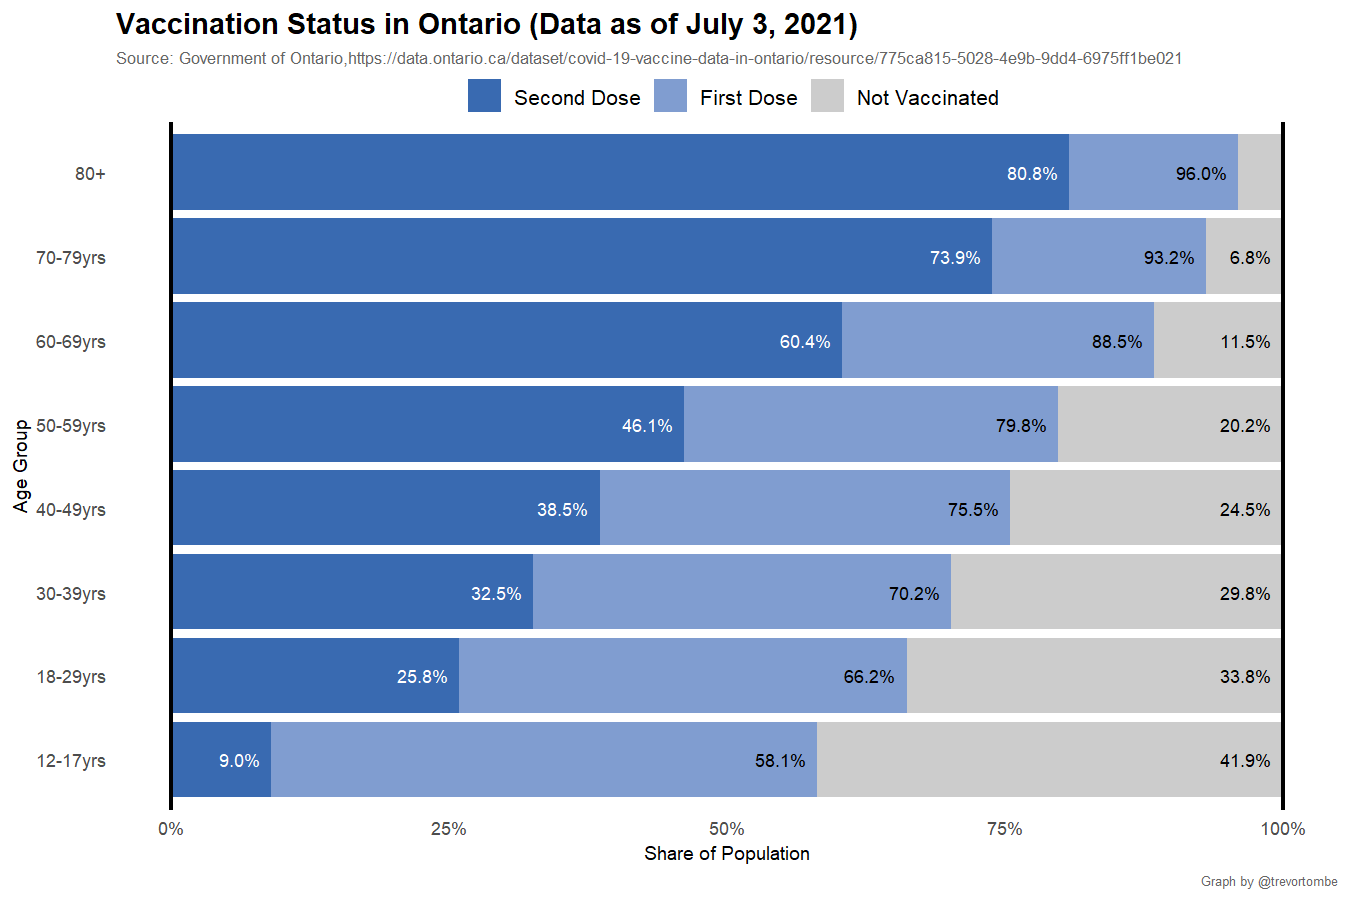 Vaccination Status in Ontario (Data as of July 3, 2021)
Source: Government of Ontario,https://data.ontario.ca/dataset/covid-19-vaccine-data-in-ontario/resource/775ca815-5028-4e9b-9dd4-6975ff1be021
Second Dose First Dose Not Vaccinated
80+ 80.8% 96.0%
70-79yrs 73.9% 93.2% 6.8%
60-69yrs 60.4% 88.5% 11.5%
50-59yrs 46.1% 79.8% 20.2%
Age Group
40-49yrs 38.5% 75.5% 24.5%
30-39yrs 32.5% 70.2% 29.8%
18-29yrs 25.8% 66.2% 33.8%
12-17yrs 9.0% 58.1% 41.9%
0% 25% 50% 75% 100%
Share of Population
Graph by @trevortombe